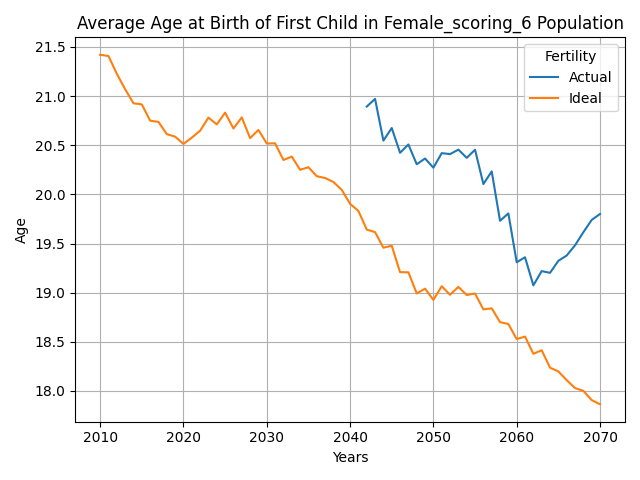 Average Age at Birth of First Child in Female_scoring_6 Population
Fertility
Actual
Ideal
21.5
21.0
20.5
20.0
19.5
19.0
18.5
18.0
Age
2010 2020 2030 2040 2050 2060 2070
Years